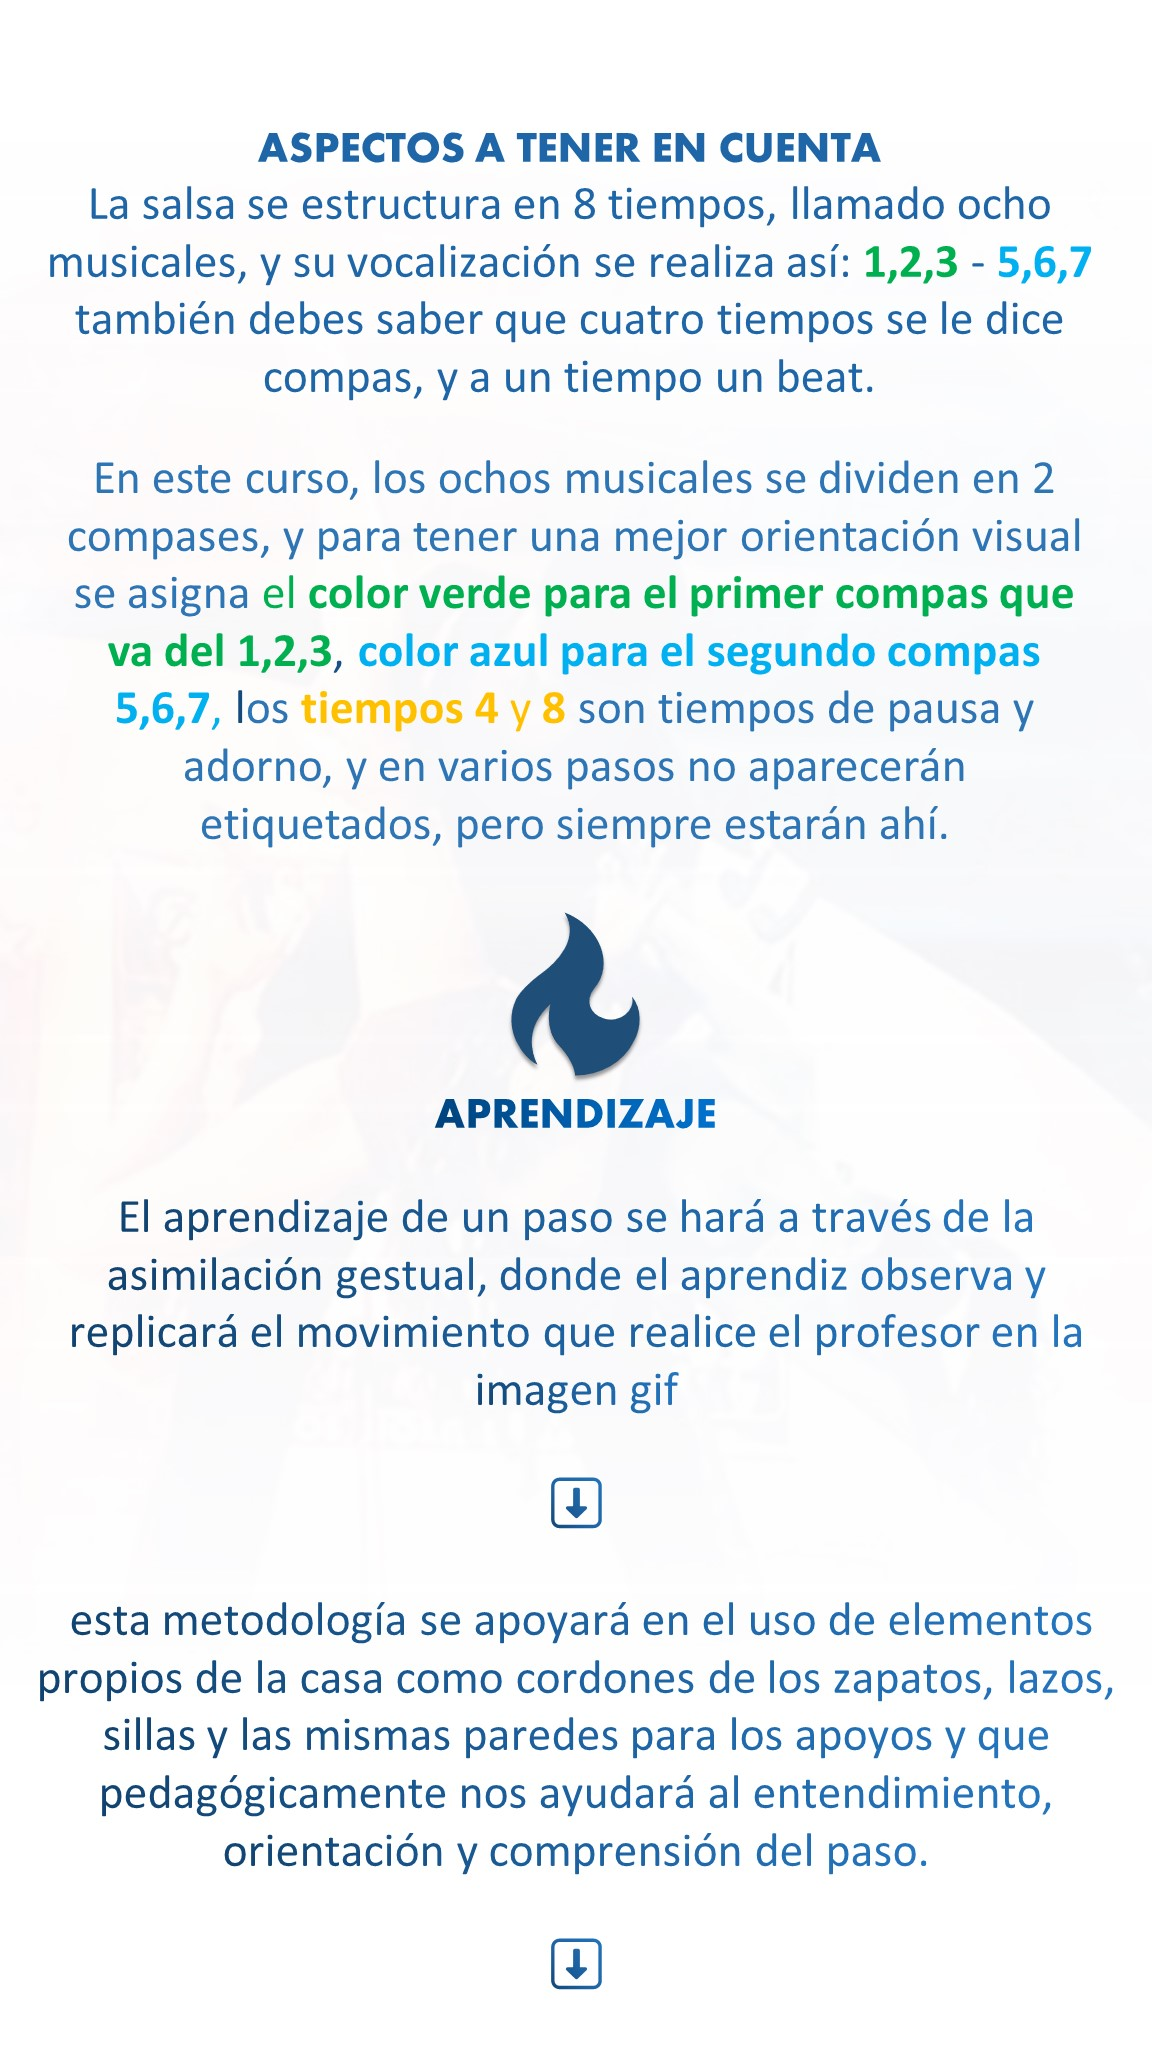 ASPECTOS A TENER EN CUENTA
La salsa se estructura en 8 tiempos, llamado ocho
musicales, y su vocalización se realiza así: 1,2,3 - 5,6,7
también debes saber que cuatro tiempos se le dice
compas, y a un tiempo un beat.
En este curso, los ochos musicales se dividen en 2
compases, y para tener una mejor orientación visual
se asigna el color verde para el primer compas que
va del 1,2,3, color azul para el segundo compas
5,6,7, los tiempos 4 y 8 son tiempos de pausa y
adorno, y en varios pasos no aparecerán
etiquetados, pero siempre estarán ahí.
APRENDIZAJE
El aprendizaje de un paso se hará a través de la
asimilación gestual, donde el aprendiz observa y
replicará el movimiento que realice el profesor en la
imagen gif
esta metodología se apoyará en el uso de elementos
propios de la casa como cordones de los zapatos, lazos,
sillas y las mismas paredes para los apoyos y que
pedagógicamente nos ayudará al entendimiento,
orientación y comprensión del paso.